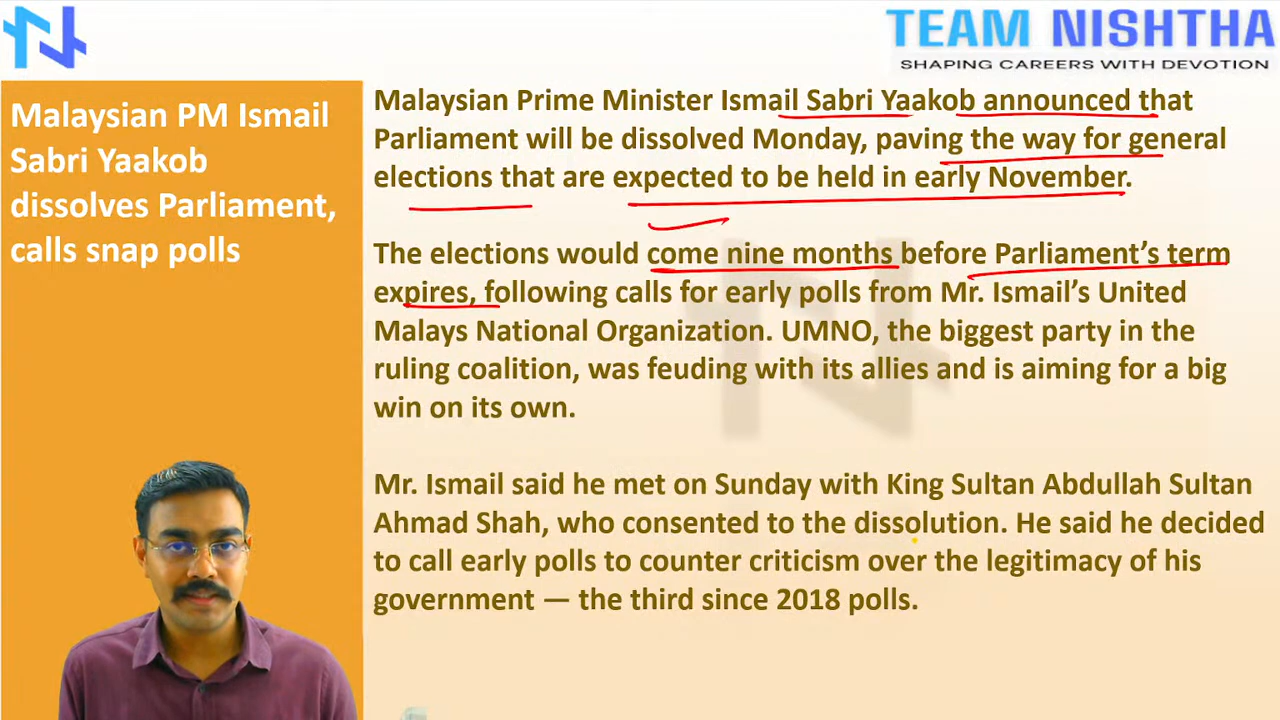 TEAM NISHTHA
SHAPING CAREERS WITH DEVOTION
Malaysian PM Ismail
Sabri Yaakob
dissolves Parliament,
calls snap polls
Malaysian Prime Minister Ismail Sabri Yaakob announced that
Parliament will be dissolved Monday, paving the way for general
elections that are expected to be held in early November.
The elections would come nine months before Parliament’s term
expires, following calls for early polls from Mr. Ismail’s United
Malays National Organization. UMNO, the biggest party in the
ruling coalition, was feuding with its allies and is aiming for a big
win on its own.
Mr. Ismail said he met on Sunday with King Sultan Abdullah Sultan
Ahmad Shah, who consented to the dissolution. He said he decided
to call early polls to counter criticism over the legitimacy of his
government — the third since 2018 polls.